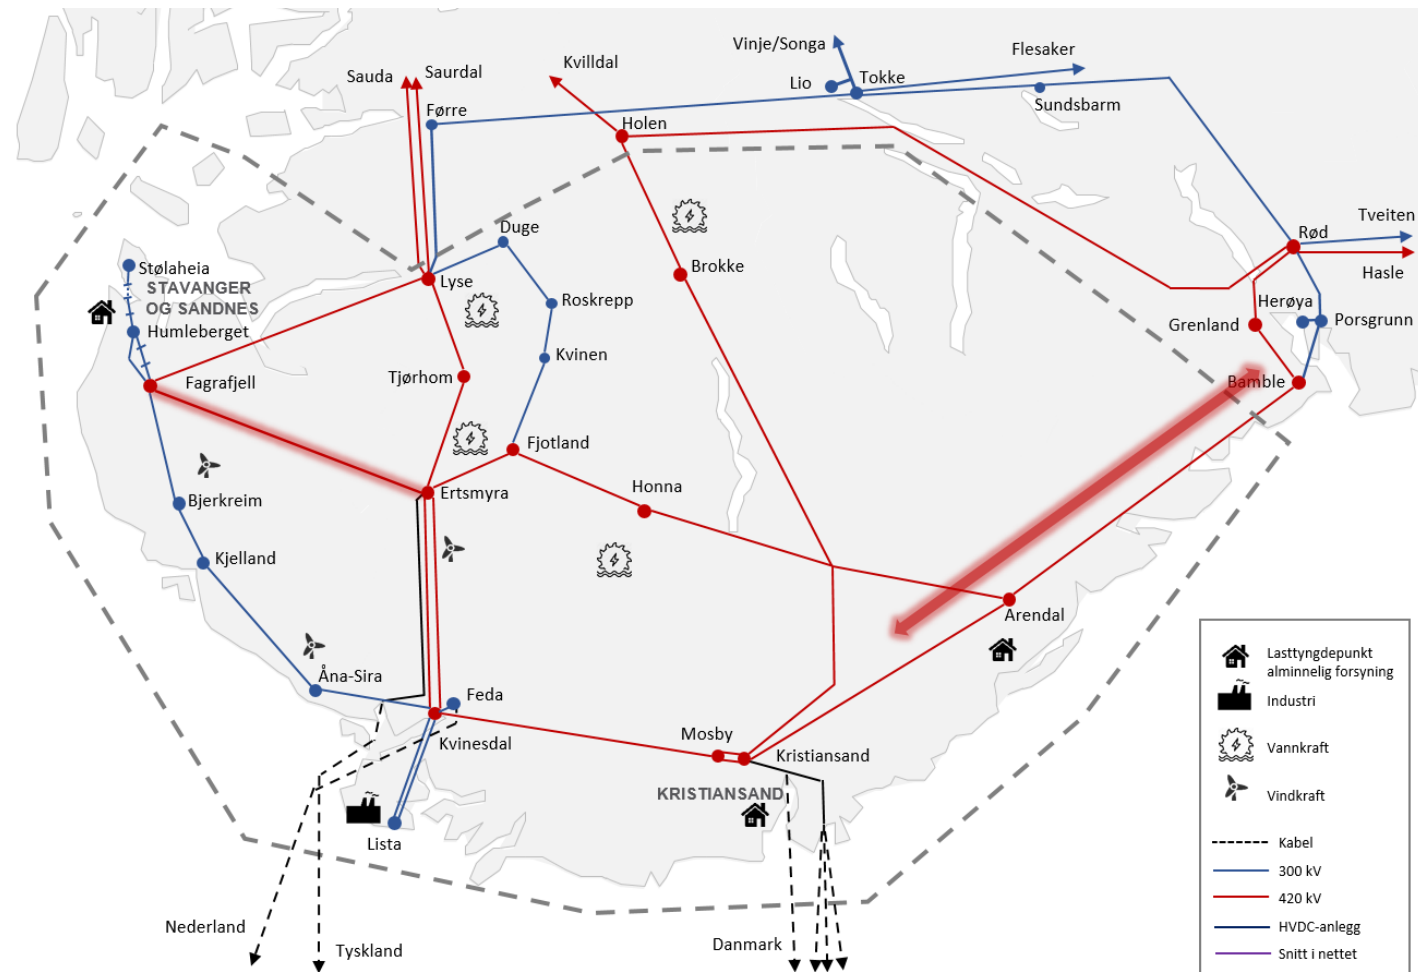 Vinje/Songa
Flesaker
Kvilldal
Sauda
Saurdal
Lio
Tokke
Sundsbarm
Førre
Holen
Duge
Tveiten
Rød
Hasle
Stølaheia
STAVANGER
OG SANDNES
Lyse
Brokke
Roskrepp
Herøya
Humleberget
Grenland
Porsgrunn
Kvinen
Fagrafjell
Tjørhom
Bamble
Fjotland
Ertsmyra
Honna
Bjerkreim
Kjelland
Arendal
Åna-Sira
Feda
Kvinesdal
Mosby
Kristiansand
KRISTIANSAND
Lista
Nederland
Tyskland
Danmark
Lasttyngdepunkt
alminnelig forsyning
Industri
Vannkraft
Vindkraft
Kabel
300 kV
420 kV
HVDC-anlegg
Snitt i nettet